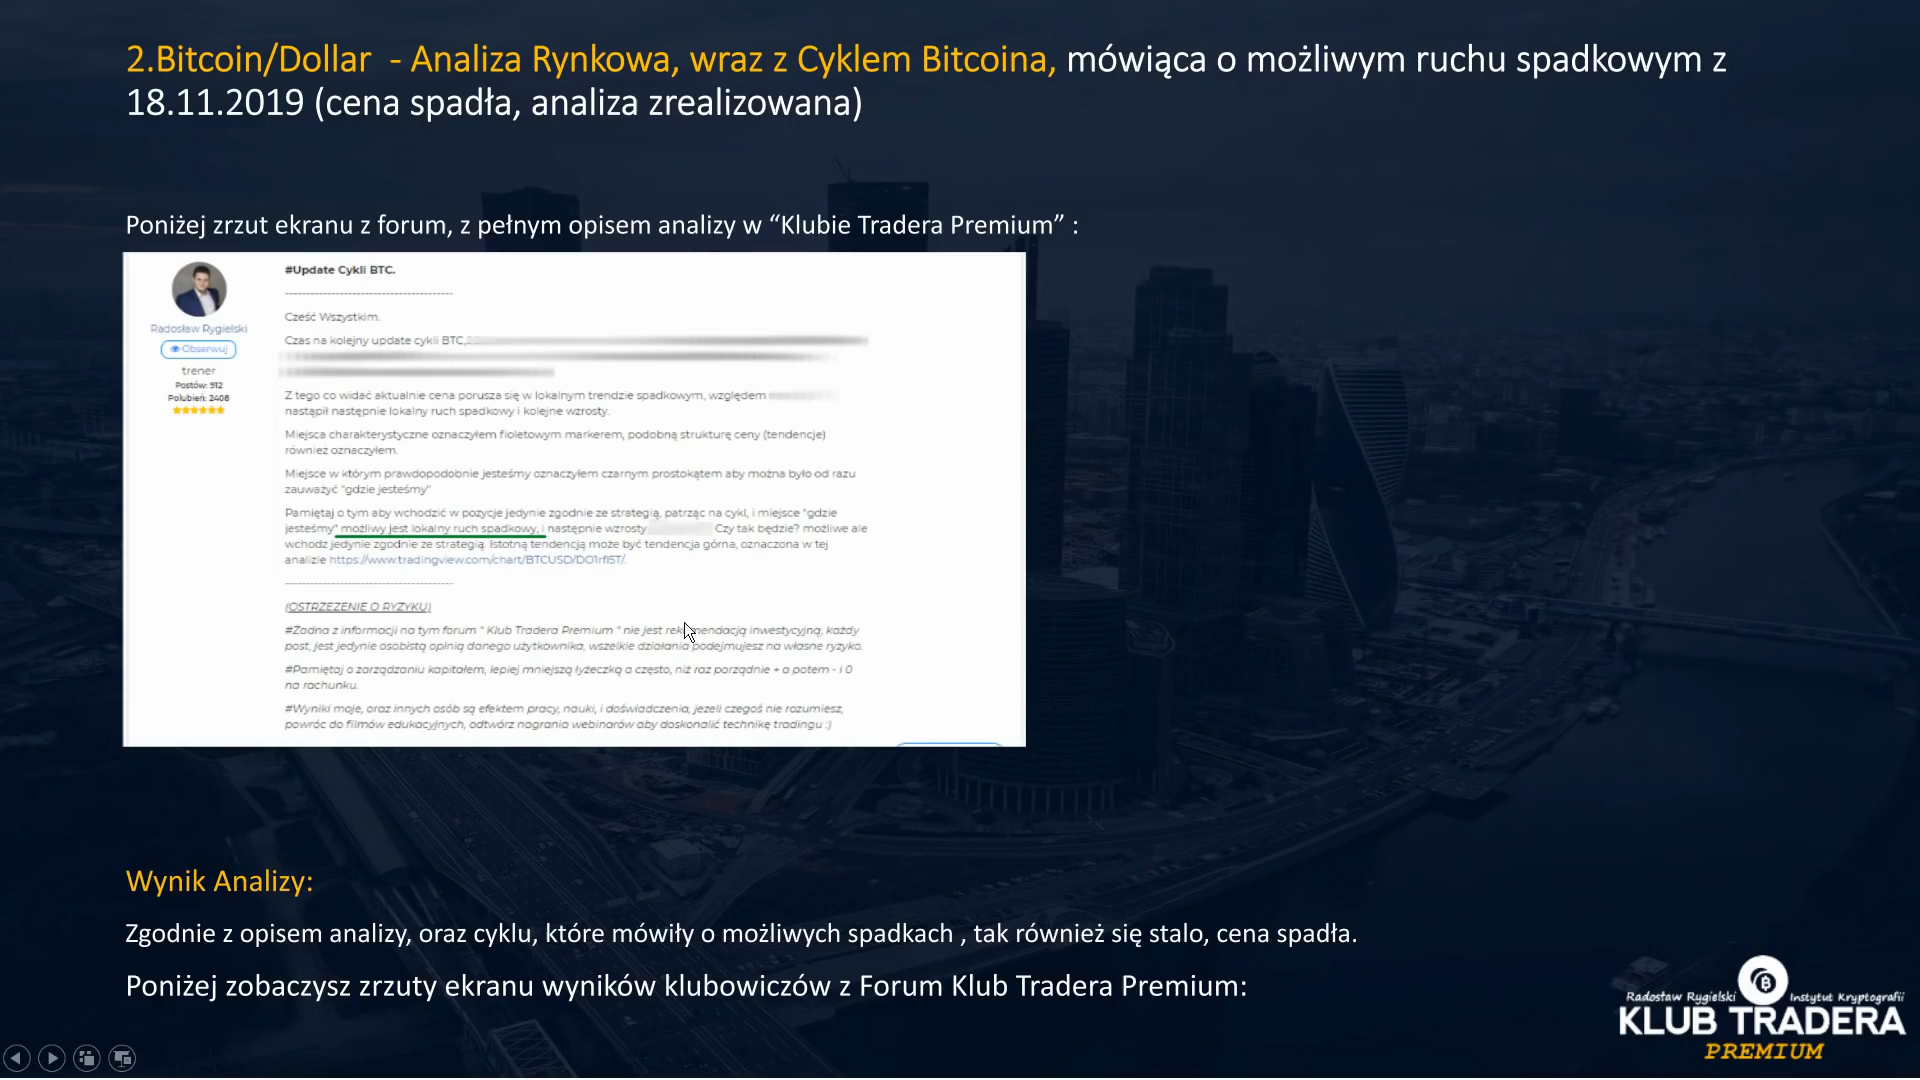 2.Bitcoin/Dollar - Analiza Rynkowa, wraz z Cyklem Bitcoina, mówiąca o możliwym ruchu spadkowym z
18.11.2019 (cena spadła, analiza zrealizowana)
Poniżej zrzut ekranu z forum, z pełnym opisem analizy w “Klubie Tradera Premium” :
Radosław Rygielski
Obserwuj
trener
Postów: 912
Polubień: 2408
#Update Cykli BTC.
----------------------------------------
Cześć Wszystkim.
Czas na kolejny update cykli BTC,
Z tego co widać aktualnie cena porusza się w lokalnym trendzie spadkowym, względem
nastąpił następnie lokalny ruch spadkowy i kolejne wzrosty.
Miejsca charakterystyczne oznaczyłem fioletowym markerem, podobną strukturę ceny (tendencje)
również oznaczyłem.
Miejsce w którym prawdopodobnie jesteśmy oznaczyłem czarnym prostokątem aby można było od razu
zauważyć "gdzie jesteśmy"
Pamiętaj o tym aby wchodzić w pozycje jedynie zgodnie ze strategią, patrząc na cykl, i miejsce "gdzie
jesteśmy" możliwy jest lokalny ruch spadkowy, i następnie wzrosty Czy tak będzie? możliwe ale
wchodz jedynie zgodnie ze strategią. Istotną tendencją może być tendencja górna, oznaczona w tej
analizie https://www.tradingview.com/chart/BTCUSD/
----------------------------------------
(OSTRZEZENIE O RYZYKU)
#Żadna z informacji na tym forum " Klub Tradera Premium " nie jest rekomendacją inwestycyjną, każdy
post, jest jedynie osobistą opinią danego użytkownika, wszelkie działania podejmujesz na własne ryzyko.
#Pamiętaj o zarządzaniu kapitałem, lepiej mniejszą łyżeczką a często, niż raz porządnie + a potem - i 0
na rachunku.
#Wyniki moje, oraz innych osób są efektem pracy, nauki, i doświadczenia, jezeli czegoś nie rozumiesz,
powróc do filmów edukacyjnych, odtwórz nagrania webinarów aby doskonalić technikę tradingu :)
Wynik Analizy:
Zgodnie z opisem analizy, oraz cyklu, które mówiły o możliwych spadkach , tak również się stalo, cena spadła.
Poniżej zobaczysz zrzuty ekranu wyników klubowiczów z Forum Klub Tradera Premium:
Radosław Rygielski Instytut Kryptografii
KLUB TRADERA
PREMIUM